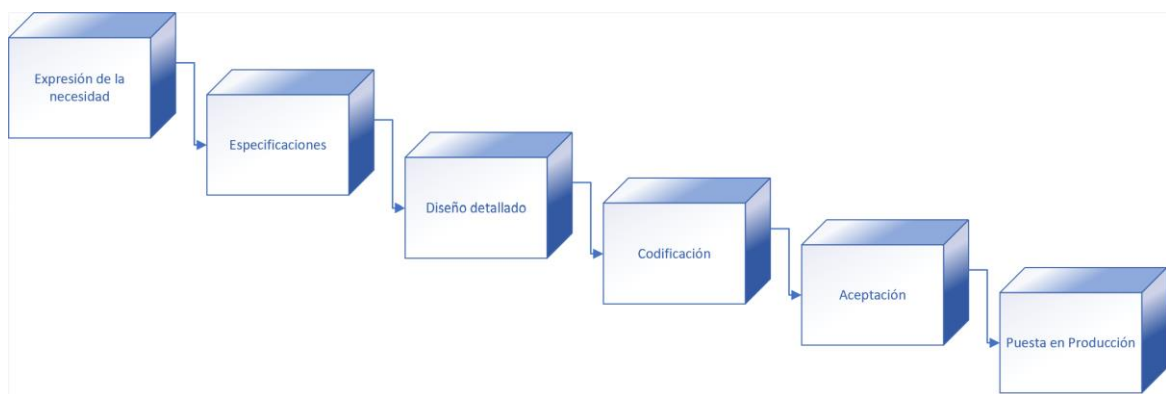 Expresión de la
necesidad
Especificaciones
Diseño detallado
Codificación
Aceptación
Puesta en Producción